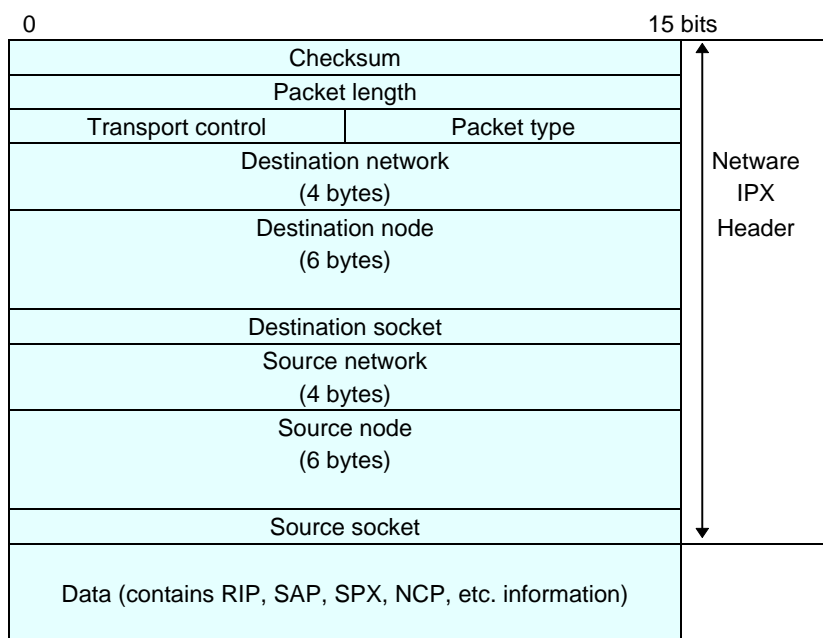 0 15 bits
Checksum
Packet length
Transport control Packet type
Destination network
(4 bytes)
Destination node
(6 bytes)
Destination socket
Source network
(4 bytes)
Source node
(6 bytes)
Source socket
Data (contains RIP, SAP, SPX, NCP, etc. information)
Netware
IPX
Header